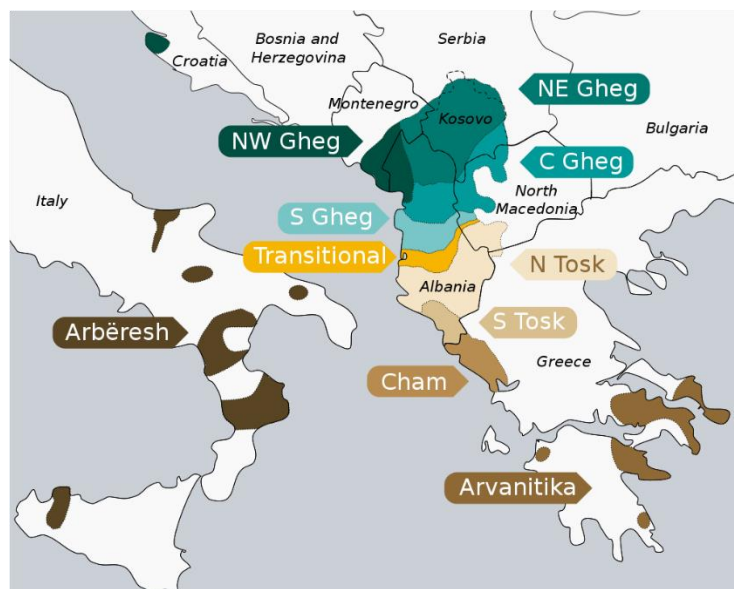 Bosnia and
Herzegovina
Serbia
Croatia
NE Gheg
Montenegro
Kosovo
Bulgaria
NW Gheg
C Gheg
Italy
North
Macedonia
S Gheg
Transitional
N Tosk
Albania
S Tosk
Arbëresh
Greece
Cham
Arvanitika